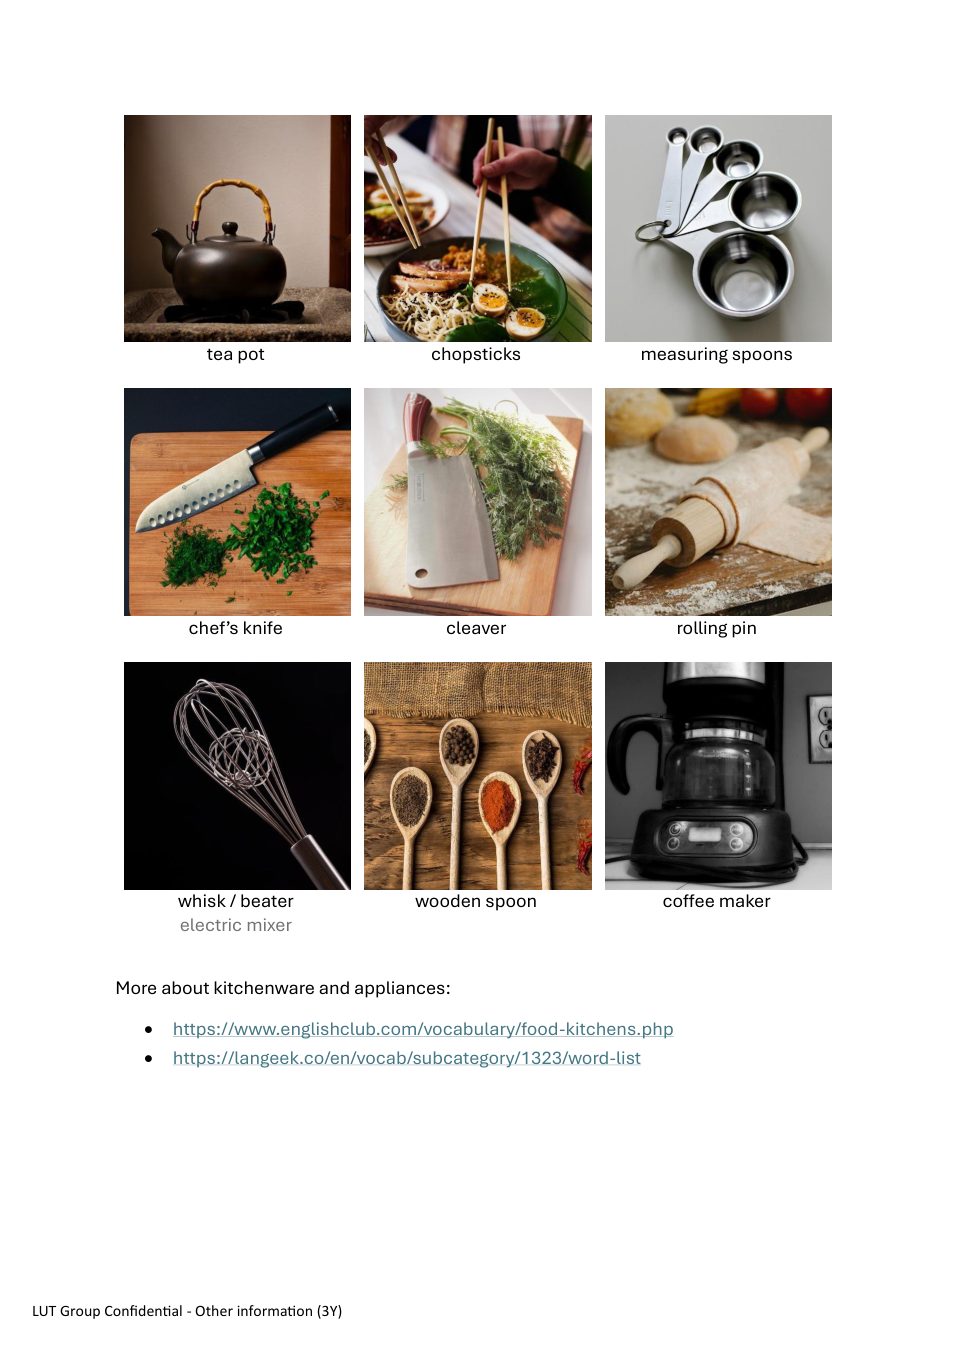 tea pot
chopsticks
measuring spoons
chef's knife
cleaver
rolling pin
whisk / beater
electric mixer
wooden spoon
coffee maker
More about kitchenware and appliances:
• https://www.englishclub.com/vocabulary/food-kitchens.php
• https://langeek.co/en/vocab/subcategory/1323/word-list
LUT Group Confidential - Other information (3Y)